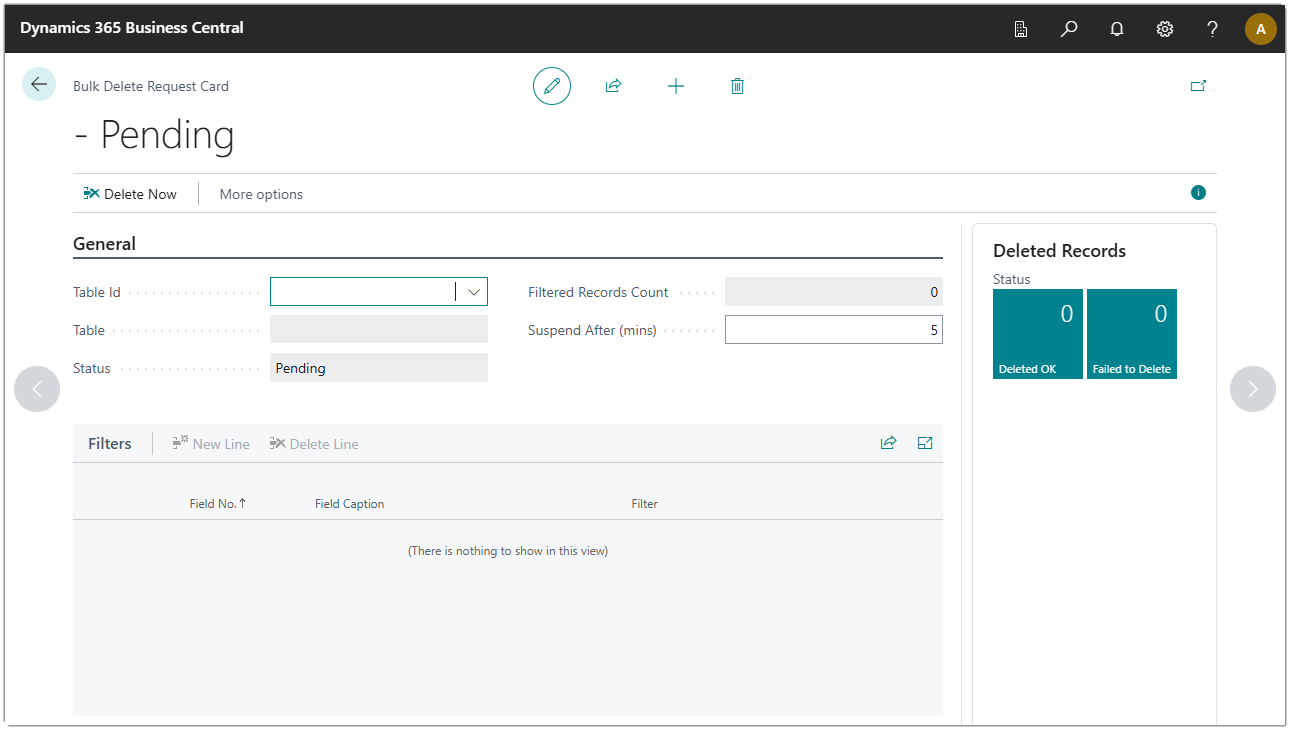 Dynamics 365 Business Central
A
Bulk Delete Request Card
- Pending
Delete Now
More options
General
Table Id
Table
Status
Pending
Filtered Records Count
0
Suspend After (mins)
5
Filters
New Line
Delete Line
Field No. ↑
Field Caption
Filter
(There is nothing to show in this view)
Deleted Records
Status
0
Deleted OK
0
Failed to Delete